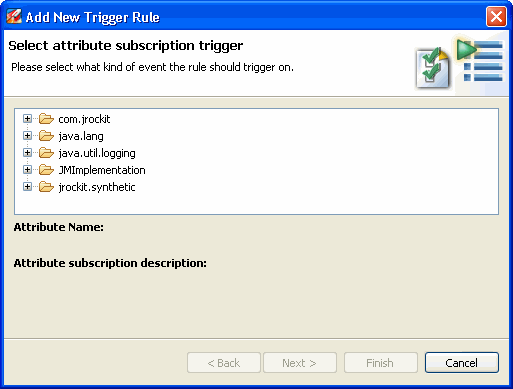 Add New Trigger Rule
Select attribute subscription trigger
Please select what kind of event the rule should trigger on.
com.jrockit
java.lang
java.util.logging
JMImplementation
jrockit.synthetic
Attribute Name:
Attribute subscription description:
< Back
Next >
Finish
Cancel